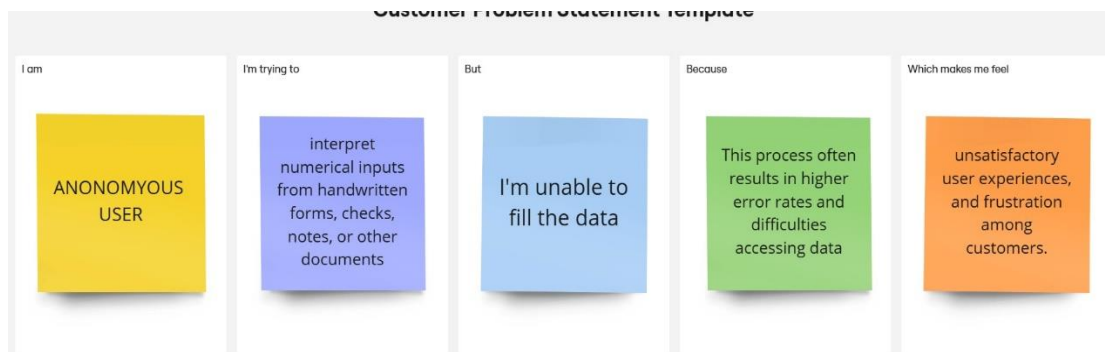 Customer Problem Statement Template
I am
ANONOMYOUS
USER
I'm trying to
interpret
numerical inputs
from handwritten
forms, checks,
notes, or other
documents
But
I'm unable to
fill the data
Because
This process often
results in higher
error rates and
difficulties
accessing data
Which makes me feel
unsatisfactory
user experiences,
and frustration
among
customers.